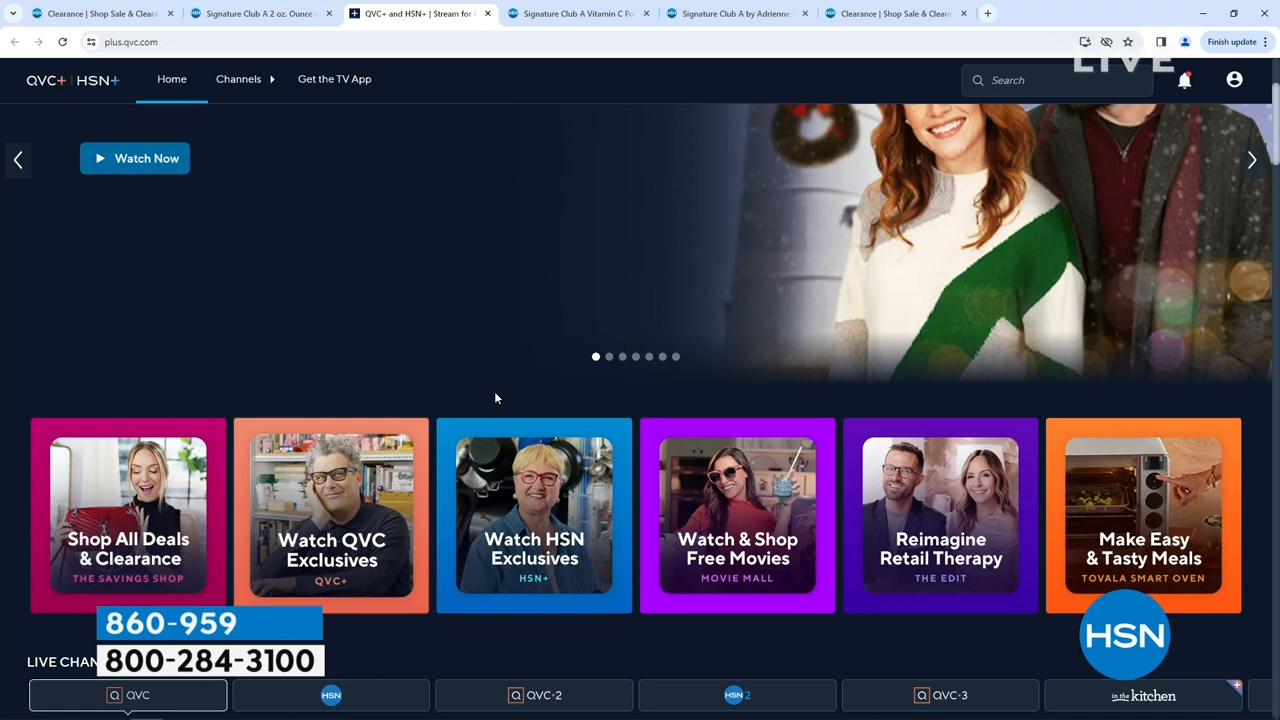 Clearance | Shop Sale & Cleara
Signature Club A 2 oz. Ounce
QVC+ and HSN+ | Stream for
Signature Club A Vitamin C Po
Signature Club A by Adrienne
Clearance | Shop Sale & Cleara
plus.qvc.com
Finish update
LIVE
QVC+ | HSN+
Home
Channels
Get the TV App
Search
Watch Now
Shop All Deals
& Clearance
THE SAVINGS SHOP
Watch QVC
Exclusives
QVC+
Watch HSN
Exclusives
HSN+
Watch & Shop
Free Movies
MOVIE MALL
Reimagine
Retail Therapy
THE EDIT
Make Easy
& Tasty Meals
TOVALA SMART OVEN
860-959
HSN
LIVE CHAN
800-284-3100
Q QVC
HSN
Q QVC•2
HSN 2
Q QVC•3
in the kitchen